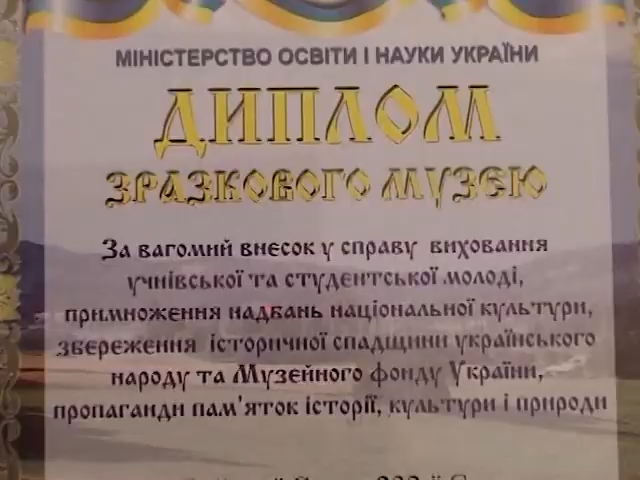 МІНІСТЕРСТВО ОСВІТИ І НАУКИ УКРАЇНИ
ДИПЛОМ
ЗРАЗКОВОГО МУЗЕЮ
За вагомий внесок у справу виховання
учнівської та студентської молоді,
примноження надбань національної культури,
збереження історичної спадщини українського
народу та Музейного фонду України,
пропаганди пам'яток історії, культури і природи